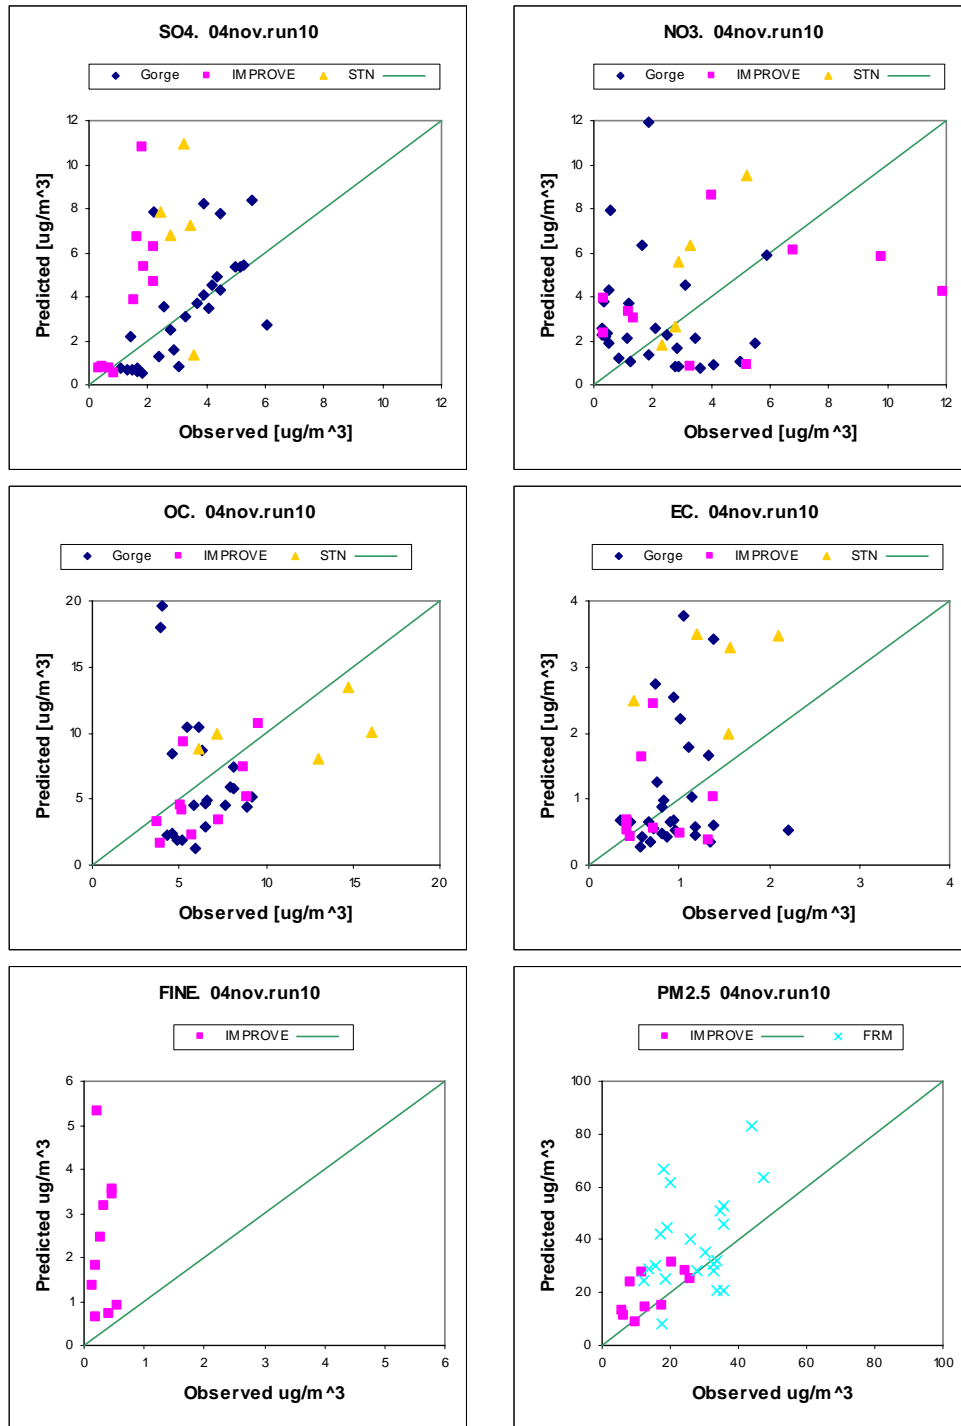 SO4. 04nov.run10
Gorge IMPROVE STN
Predicted [ug/m^3]
12
10
8
6
4
2
0
0 2 4 6 8 10 12
Observed [ug/m^3]
NO3. 04nov.run10
Gorge IMPROVE STN
Predicted [ug/m^3]
12
10
8
6
4
2
0
0 2 4 6 8 10 12
Observed [ug/m^3]
OC. 04nov.run10
Gorge IMPROVE STN
Predicted [ug/m^3]
20
15
10
5
0
0 5 10 15 20
Observed [ug/m^3]
EC. 04nov.run10
Gorge IMPROVE STN
Predicted [ug/m^3]
4
3
2
1
0
0 1 2 3 4
Observed [ug/m^3]
FINE. 04nov.run10
IMPROVE
Predicted ug/m^3
6
5
4
3
2
1
0
0 1 2 3 4 5 6
Observed ug/m^3
PM2.5 04nov.run10
IMPROVE FRM
Predicted ug/m^3
100
80
60
40
20
0
0 20 40 60 80 100
Observed ug/m^3